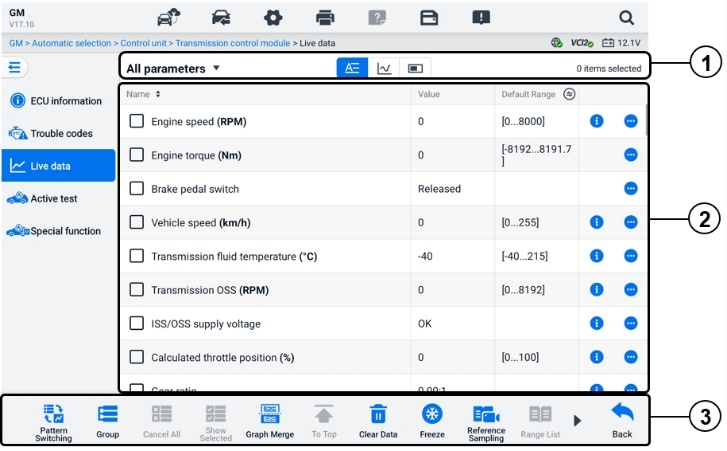 GM
V17.10
GM > Automatic selection > Control unit > Transmission control module > Live data
VCI2
12.1V
All parameters ▼
0 items selected
1
ECU information
Trouble codes
Live data
Active test
Special function
Name
Value
Default Range
Engine speed (RPM) 0 [0...8000]
Engine torque (Nm) 0 [-8192...8191.7
]
Brake pedal switch Released
Vehicle speed (km/h) 0 [0...255]
Transmission fluid temperature (°C) -40 [-40...215]
Transmission OSS (RPM) 0 [0...8192]
ISS/OSS supply voltage OK
Calculated throttle position (%) 0 [0...100]
Gear ratio 0.00:1
2
Pattern
Switching
Group
Cancel All
Show
Selected
Graph Merge
To Top
Clear Data
Freeze
Reference
Sampling
Range List
Back
3